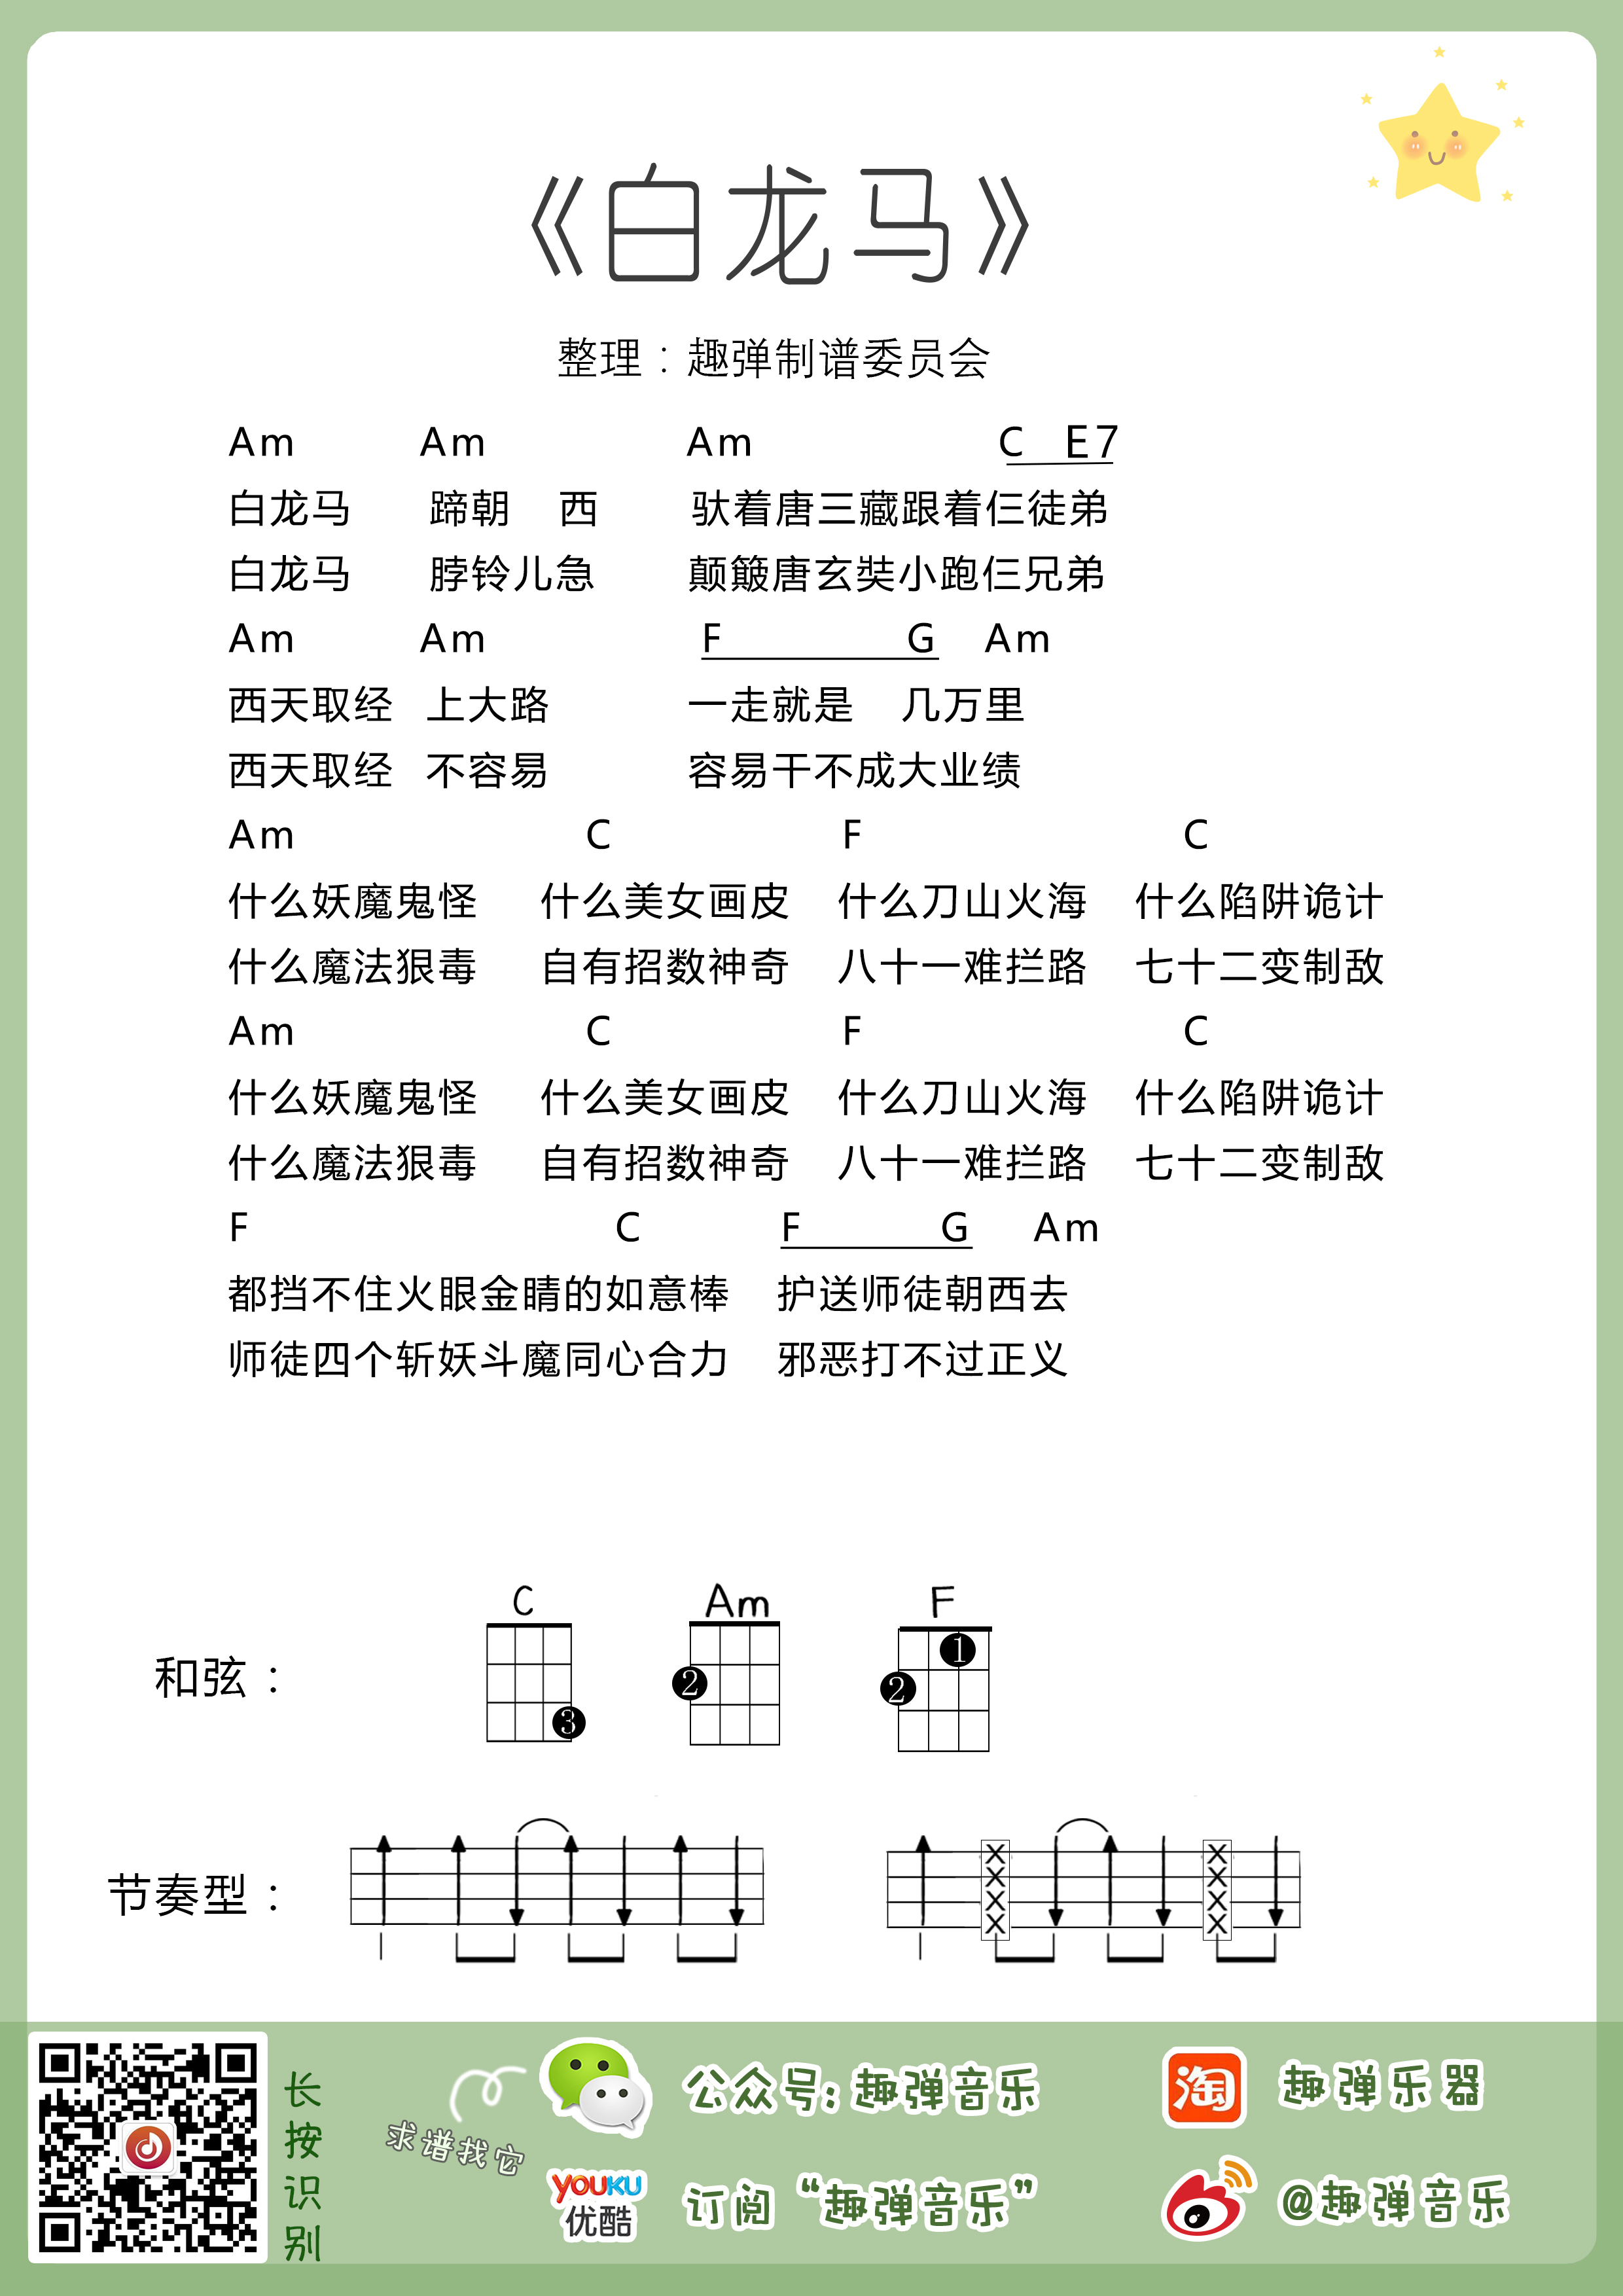 《白龙马》
整理：趣弹制谱委员会
Am Am Am C E7
白龙马 蹄朝 西 驮着唐三藏跟着仨徒弟
白龙马 脖铃儿急 颠簸唐玄奘小跑仨兄弟
Am Am F G Am
西天取经 上大路 一走就是 几万里
西天取经 不容易 容易干不成大业绩
Am C F C
什么妖魔鬼怪 什么美女画皮 什么刀山火海 什么陷阱诡计
什么魔法狠毒 自有招数神奇 八十一难拦路 七十二变制敌
Am C F C
什么妖魔鬼怪 什么美女画皮 什么刀山火海 什么陷阱诡计
什么魔法狠毒 自有招数神奇 八十一难拦路 七十二变制敌
F C F G Am
都挡不住火眼金睛的如意棒 护送师徒朝西去
师徒四个斩妖斗魔同心合力 邪恶打不过正义
C Am F
和弦：
3 2 2 1
节奏型：
X X
X X
X X
X X
长按识别
求谱找它
公众号：趣弹音乐
淘 趣弹乐器
YOUKU
优酷
订阅“趣弹音乐”
@趣弹音乐